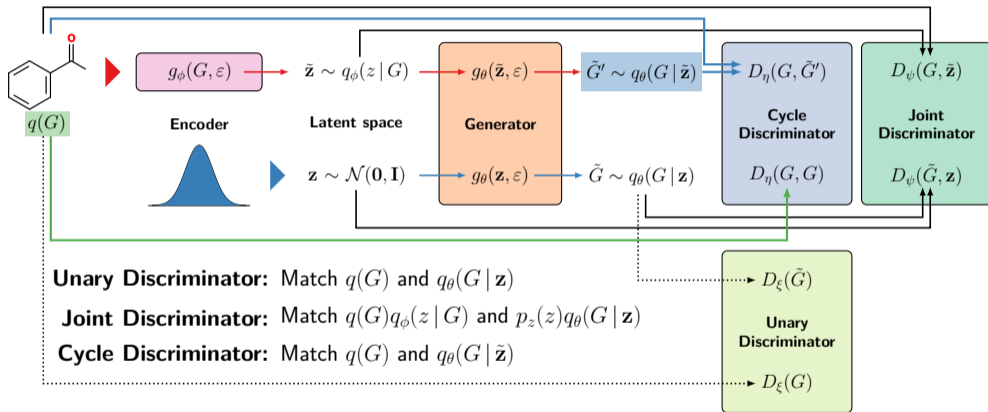 O
q(G)
g_ϕ(G, ε)
z̃ ∼ q_ϕ(z | G)
g_θ(z̃, ε)
G̃′ ∼ q_θ(G | z̃)
D_η(G, G̃′)
D_ψ(G, z̃)
Encoder
Latent space
Generator
Cycle
Discriminator
Joint
Discriminator
z ∼ 𝒩(0, I)
g_θ(z, ε)
G̃ ∼ q_θ(G | z)
D_η(G, G)
D_ψ(G̃, z)
Unary Discriminator: Match q(G) and q_θ(G | z)
Joint Discriminator: Match q(G)q_ϕ(z | G) and p_z(z)q_θ(G | z)
Cycle Discriminator: Match q(G) and q_θ(G | z̃)
D_ξ(G̃)
Unary
Discriminator
D_ξ(G)